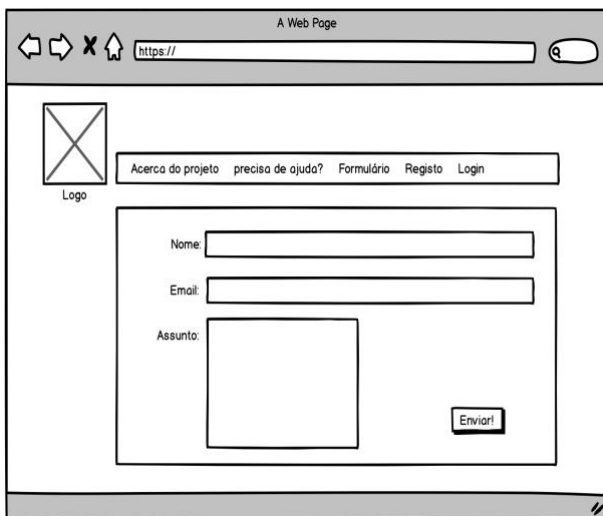 A Web Page
https://
Logo
Acerca do projeto precisa de ajuda? Formulário Registo Login
Nome:
Email:
Assunto:
Enviar!